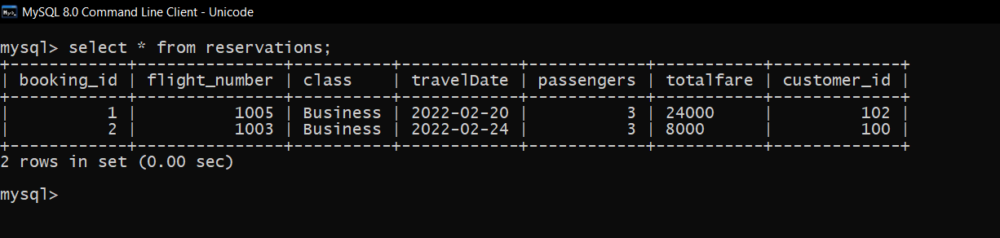 MySQL 8.0 Command Line Client - Unicode
mysql> select * from reservations;
+------------+---------------+----------+------------+------------+-----------+-------------+
| booking_id | flight_number | class    | travelDate | passengers | totalfare | customer_id |
+------------+---------------+----------+------------+------------+-----------+-------------+
|          1 |          1005 | Business | 2022-02-20 |          3 | 24000     |         102 |
|          2 |          1003 | Business | 2022-02-24 |          3 | 8000      |         100 |
+------------+---------------+----------+------------+------------+-----------+-------------+
2 rows in set (0.00 sec)
mysql>